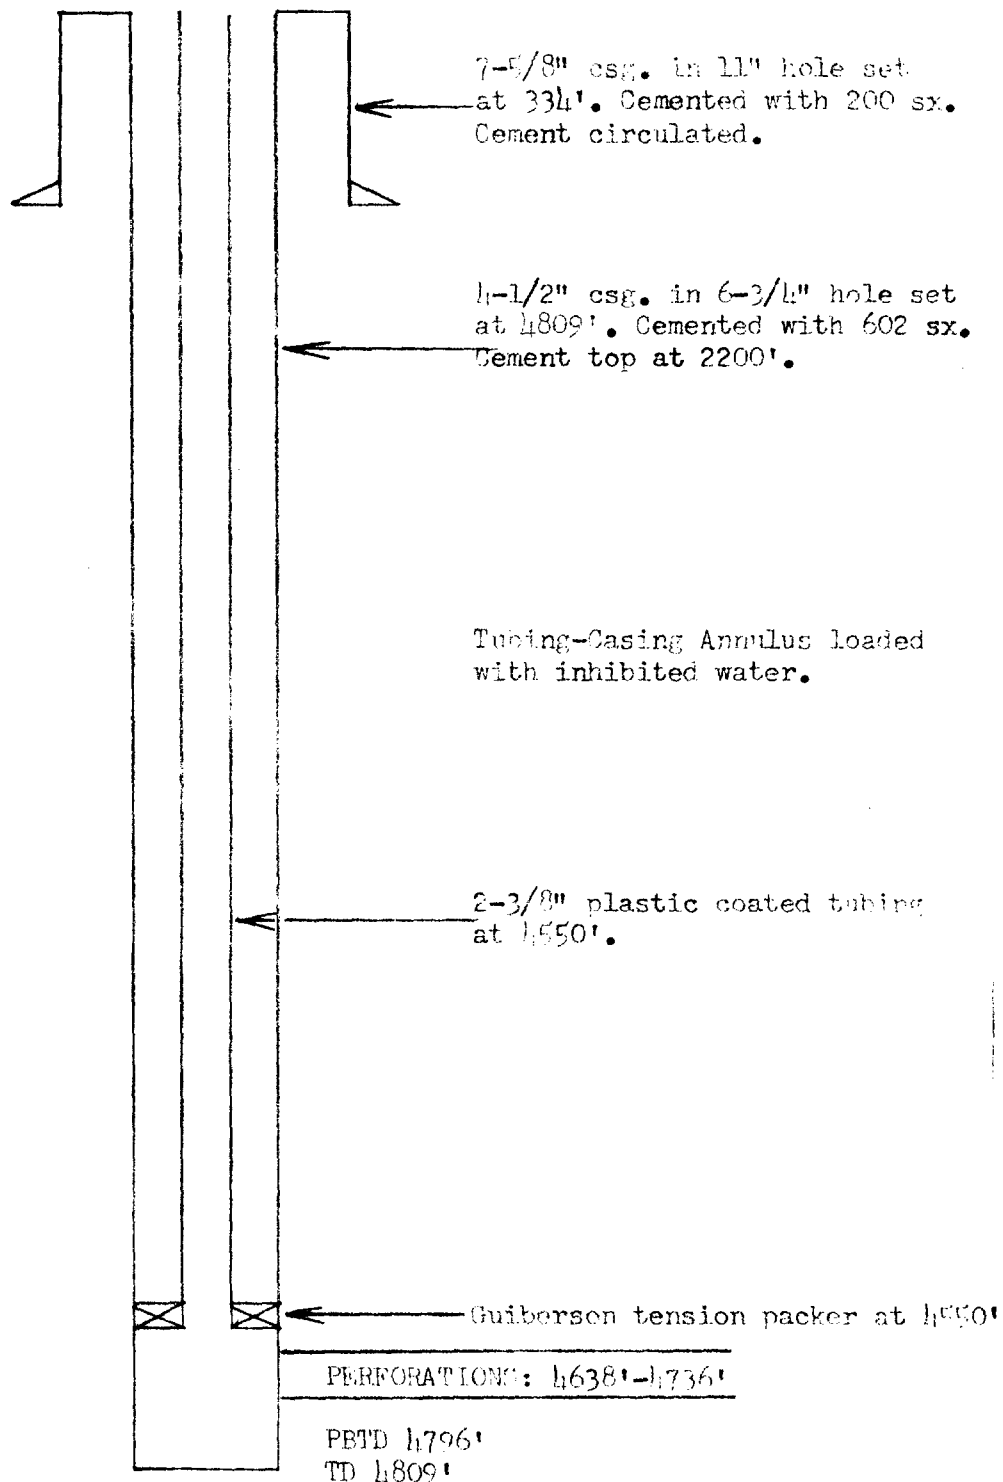 7-5/8" csg. in 11" hole set
at 334'. Cemented with 200 sx.
Cement circulated.
4-1/2" csg. in 6-3/4" hole set
at 4809'. Cemented with 602 sx.
Cement top at 2200'.
Tubing-Casing Annulus loaded
with inhibited water.
2-3/8" plastic coated tubing
at 4550'.
Guiberson tension packer at 4550'
PERFORATIONS: 4638'-4736'
PBTD 4796'
TD 4809'